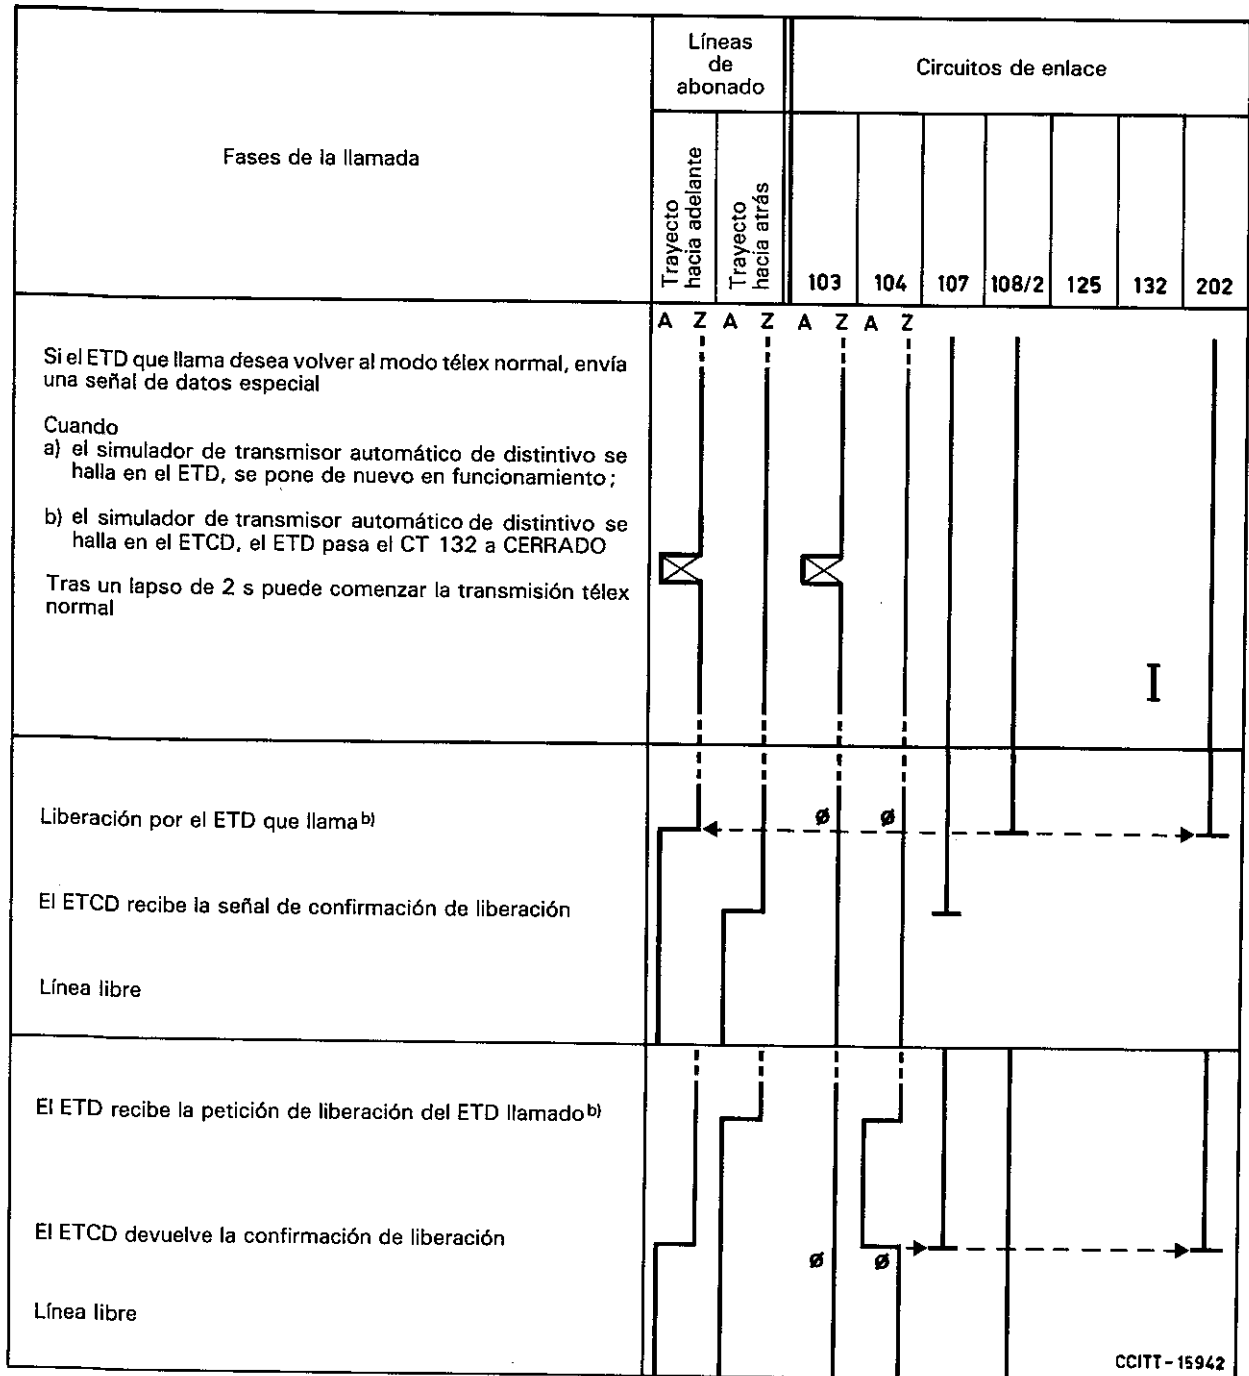 Líneas
de
abonado
Circuitos de enlace
Fases de la llamada
Trayecto
hacia adelante
Trayecto
hacia atrás
103 104 107 108/2 125 132 202
A Z A Z A Z A Z
Si el ETD que llama desea volver al modo télex normal, envía
una señal de datos especial
Cuando
a) el simulador de transmisor automático de distintivo se
halla en el ETD, se pone de nuevo en funcionamiento;
b) el simulador de transmisor automático de distintivo se
halla en el ETCD, el ETD pasa el CT 132 a CERRADO
Tras un lapso de 2 s puede comenzar la transmisión télex
normal
Liberación por el ETD que llama b)
ø ø
El ETCD recibe la señal de confirmación de liberación
Línea libre
El ETD recibe la petición de liberación del ETD llamado b)
El ETCD devuelve la confirmación de liberación
ø ø
Línea libre
CCITT-15942